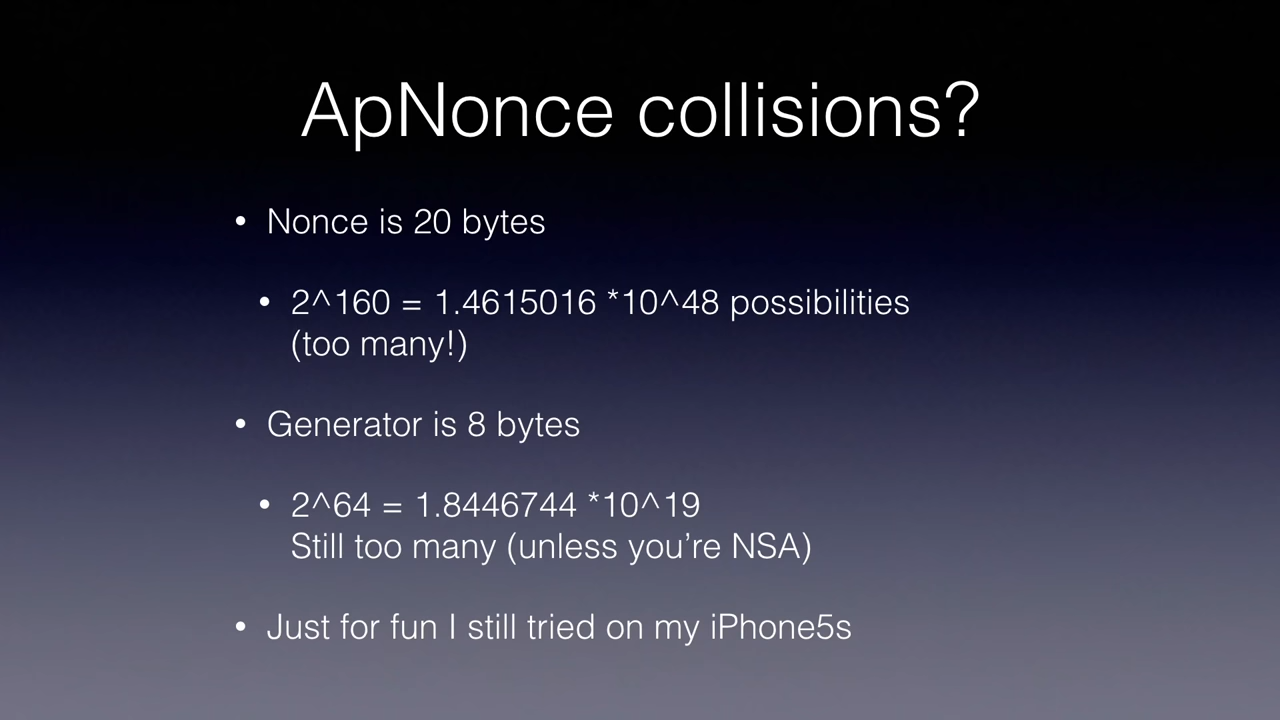 ApNonce collisions?
• Nonce is 20 bytes
• 2^160 = 1.4615016 *10^48 possibilities
(too many!)
• Generator is 8 bytes
• 2^64 = 1.8446744 *10^19
Still too many (unless you’re NSA)
• Just for fun I still tried on my iPhone5s